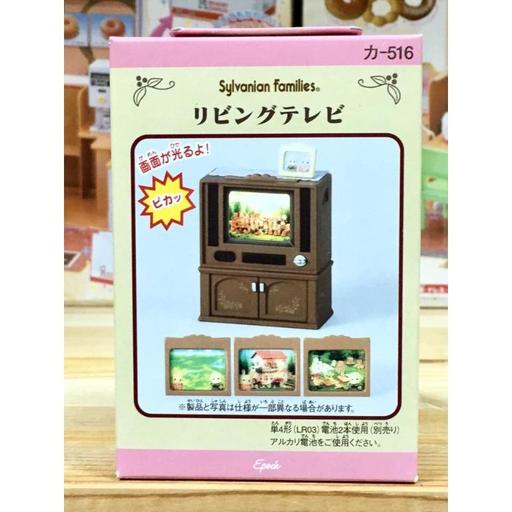 カ-516
Sylvanian Families®
リビングテレビ
画面が光るよ!
ピカッ
※製品と写真は仕様が一部異なる場合があります。
単4形(LR03)電池2本使用(別売り)
アルカリ電池をご使用ください。
Epoch